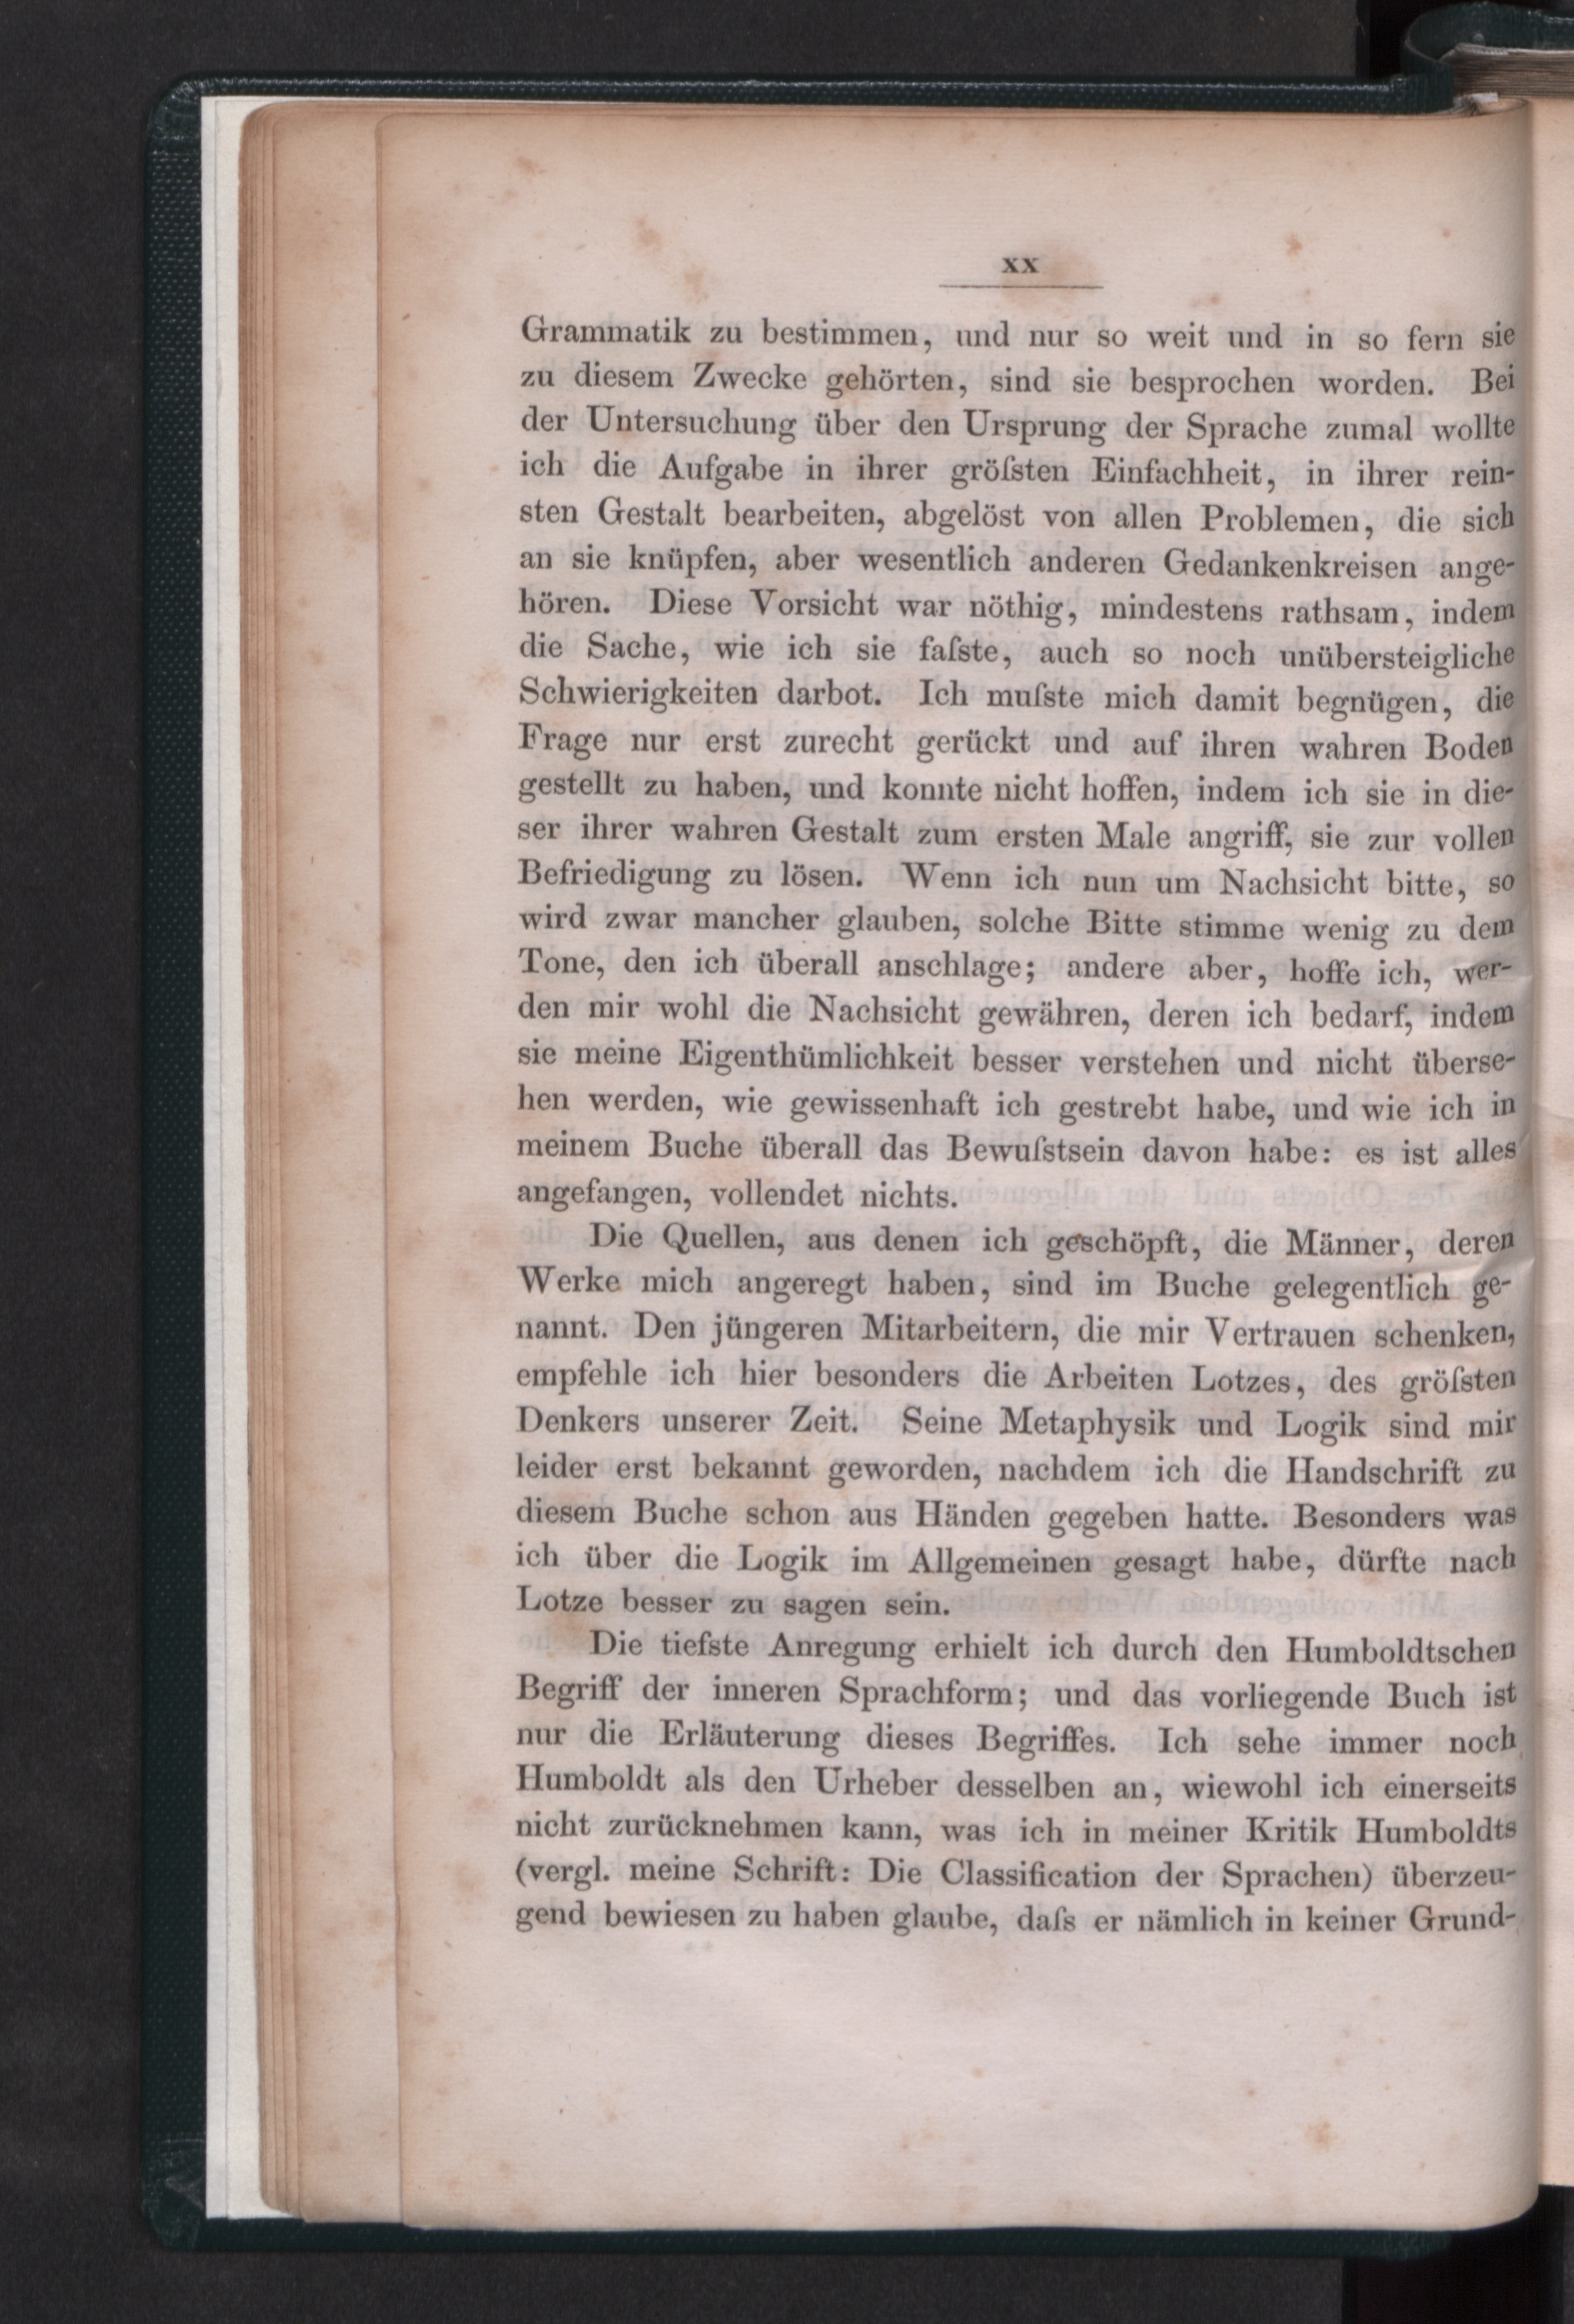 xx
Grammatik zu bestimmen, und nur so weit und in so fern sie
zu diesem Zwecke gehörten, sind sie besprochen worden. Bei
der Untersuchung über den Ursprung der Sprache zumal wollte
ich die Aufgabe in ihrer gröſsten Einfachheit, in ihrer rein-
sten Gestalt bearbeiten, abgelöst von allen Problemen, die sich
an sie knüpfen, aber wesentlich anderen Gedankenkreisen ange-
hören. Diese Vorsicht war nöthig, mindestens rathsam, indem
die Sache, wie ich sie faſste, auch so noch unübersteigliche
Schwierigkeiten darbot. Ich muſste mich damit begnügen, die
Frage nur erst zurecht gerückt und auf ihren wahren Boden
gestellt zu haben, und konnte nicht hoffen, indem ich sie in die-
ser ihrer wahren Gestalt zum ersten Male angriff, sie zur vollen
Befriedigung zu lösen. Wenn ich nun um Nachsicht bitte, so
wird zwar mancher glauben, solche Bitte stimme wenig zu dem
Tone, den ich überall anschlage; andere aber, hoffe ich, wer-
den mir wohl die Nachsicht gewähren, deren ich bedarf, indem
sie meine Eigenthümlichkeit besser verstehen und nicht überse-
hen werden, wie gewissenhaft ich gestrebt habe, und wie ich in
meinem Buche überall das Bewuſstsein davon habe: es ist alles
angefangen, vollendet nichts.
Die Quellen, aus denen ich geschöpft, die Männer, deren
Werke mich angeregt haben, sind im Buche gelegentlich ge-
nannt. Den jüngeren Mitarbeitern, die mir Vertrauen schenken,
empfehle ich hier besonders die Arbeiten Lotzes, des gröſsten
Denkers unserer Zeit. Seine Metaphysik und Logik sind mir
leider erst bekannt geworden, nachdem ich die Handschrift zu
diesem Buche schon aus Händen gegeben hatte. Besonders was
ich über die Logik im Allgemeinen gesagt habe, dürfte nach
Lotze besser zu sagen sein.
Die tiefste Anregung erhielt ich durch den Humboldtschen
Begriff der inneren Sprachform; und das vorliegende Buch ist
nur die Erläuterung dieses Begriffes. Ich sehe immer noch
Humboldt als den Urheber desselben an, wiewohl ich einerseits
nicht zurücknehmen kann, was ich in meiner Kritik Humboldts
(vergl. meine Schrift: Die Classification der Sprachen) überzeu-
gend bewiesen zu haben glaube, daſs er nämlich in keiner Grund-